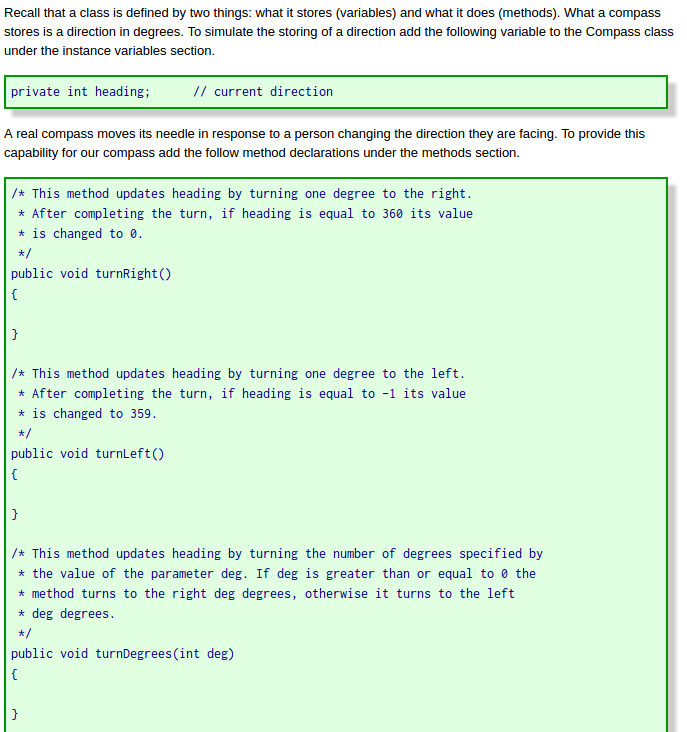 Recall that a class is defined by two things: what it stores (variables) and what it does (methods). What a compass
stores is a direction in degrees. To simulate the storing of a direction add the following variable to the Compass class
under the instance variables section.
private int heading;      // current direction
A real compass moves its needle in response to a person changing the direction they are facing. To provide this
capability for our compass add the follow method declarations under the methods section.
/* This method updates heading by turning one degree to the right.
 * After completing the turn, if heading is equal to 360 its value
 * is changed to 0.
 */
public void turnRight()
{
}
/* This method updates heading by turning one degree to the left.
 * After completing the turn, if heading is equal to -1 its value
 * is changed to 359.
 */
public void turnLeft()
{
}
/* This method updates heading by turning the number of degrees specified by
 * the value of the parameter deg. If deg is greater than or equal to 0 the
 * method turns to the right deg degrees, otherwise it turns to the left
 * deg degrees.
 */
public void turnDegrees(int deg)
{
}